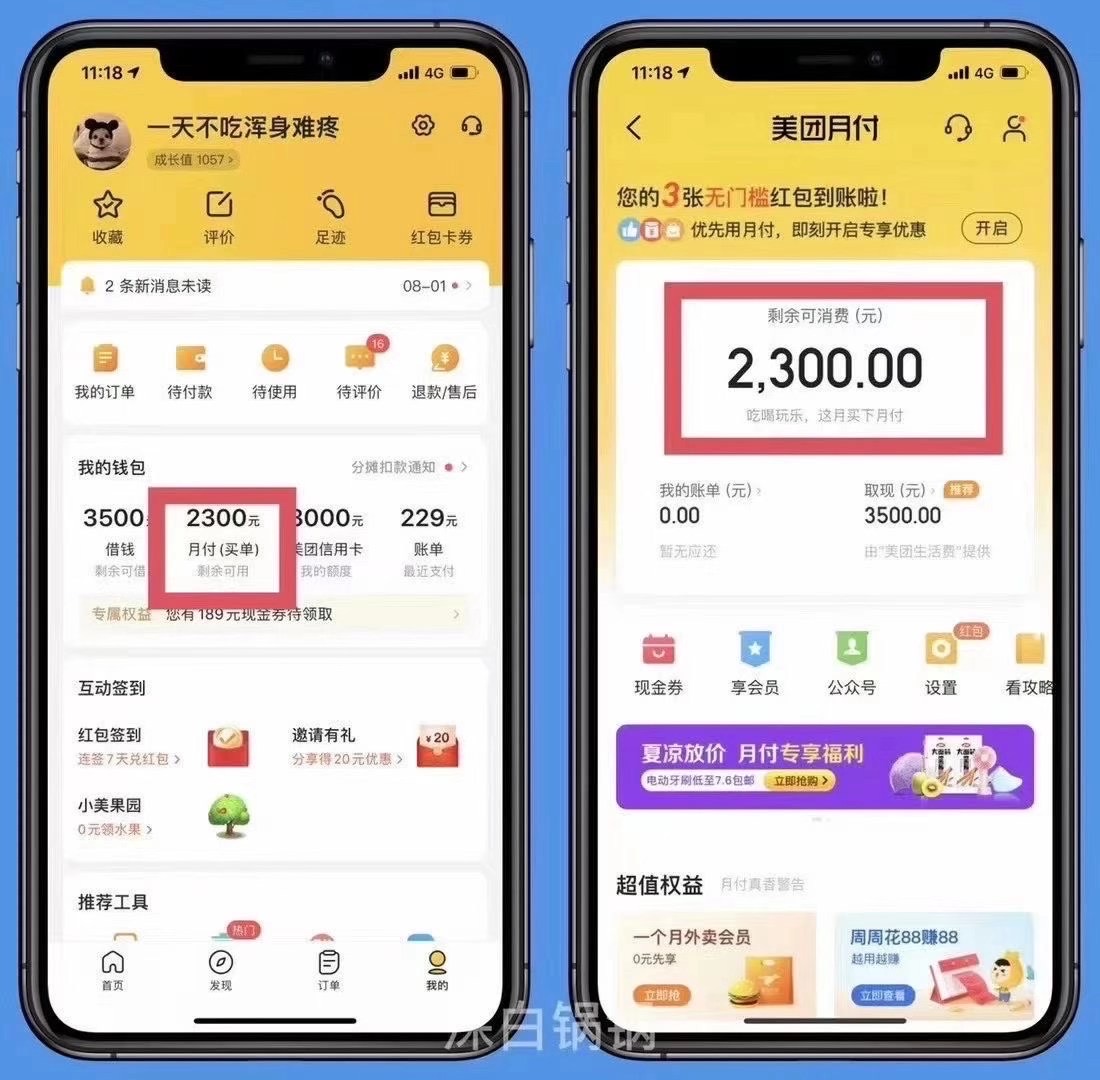 11:18
4G
一天不吃浑身难疼
成长值 1057 >
收藏
评价
足迹
红包卡券
2 条新消息未读
08-01
我的订单
待付款
待使用
16
待评价
退款/售后
我的钱包
分摊扣款通知
3500
借钱
剩余可借
2300元
月付(买单)
剩余可用
3000元
美团信用卡
我的额度
229元
账单
最近支付
专属权益 您有189元现金券待领取
互动签到
红包签到
连签7天兑红包 >
邀请有礼
分享得20元优惠 >
¥20
小美果园
0元领水果 >
推荐工具
热门
首页
发现
订单
我的
11:18
4G
美团月付
您的3张无门槛红包到账啦!
优先用月付，即刻开启专享优惠
开启
剩余可消费 (元)
2,300.00
吃喝玩乐，这月买下月付
我的账单 (元) >
0.00
暂无应还
取现 (元) >
推荐
3500.00
由“美团生活费”提供
现金券
享会员
公众号
红包
设置
看攻略
夏凉放价 月付专享福利
电动牙刷低至7.6包邮
立即抢购 >
超值权益
月付真香警告
一个月外卖会员
0元先享
立即抢
周周花88赚88
越用越赚
立即查看
深白锅锅